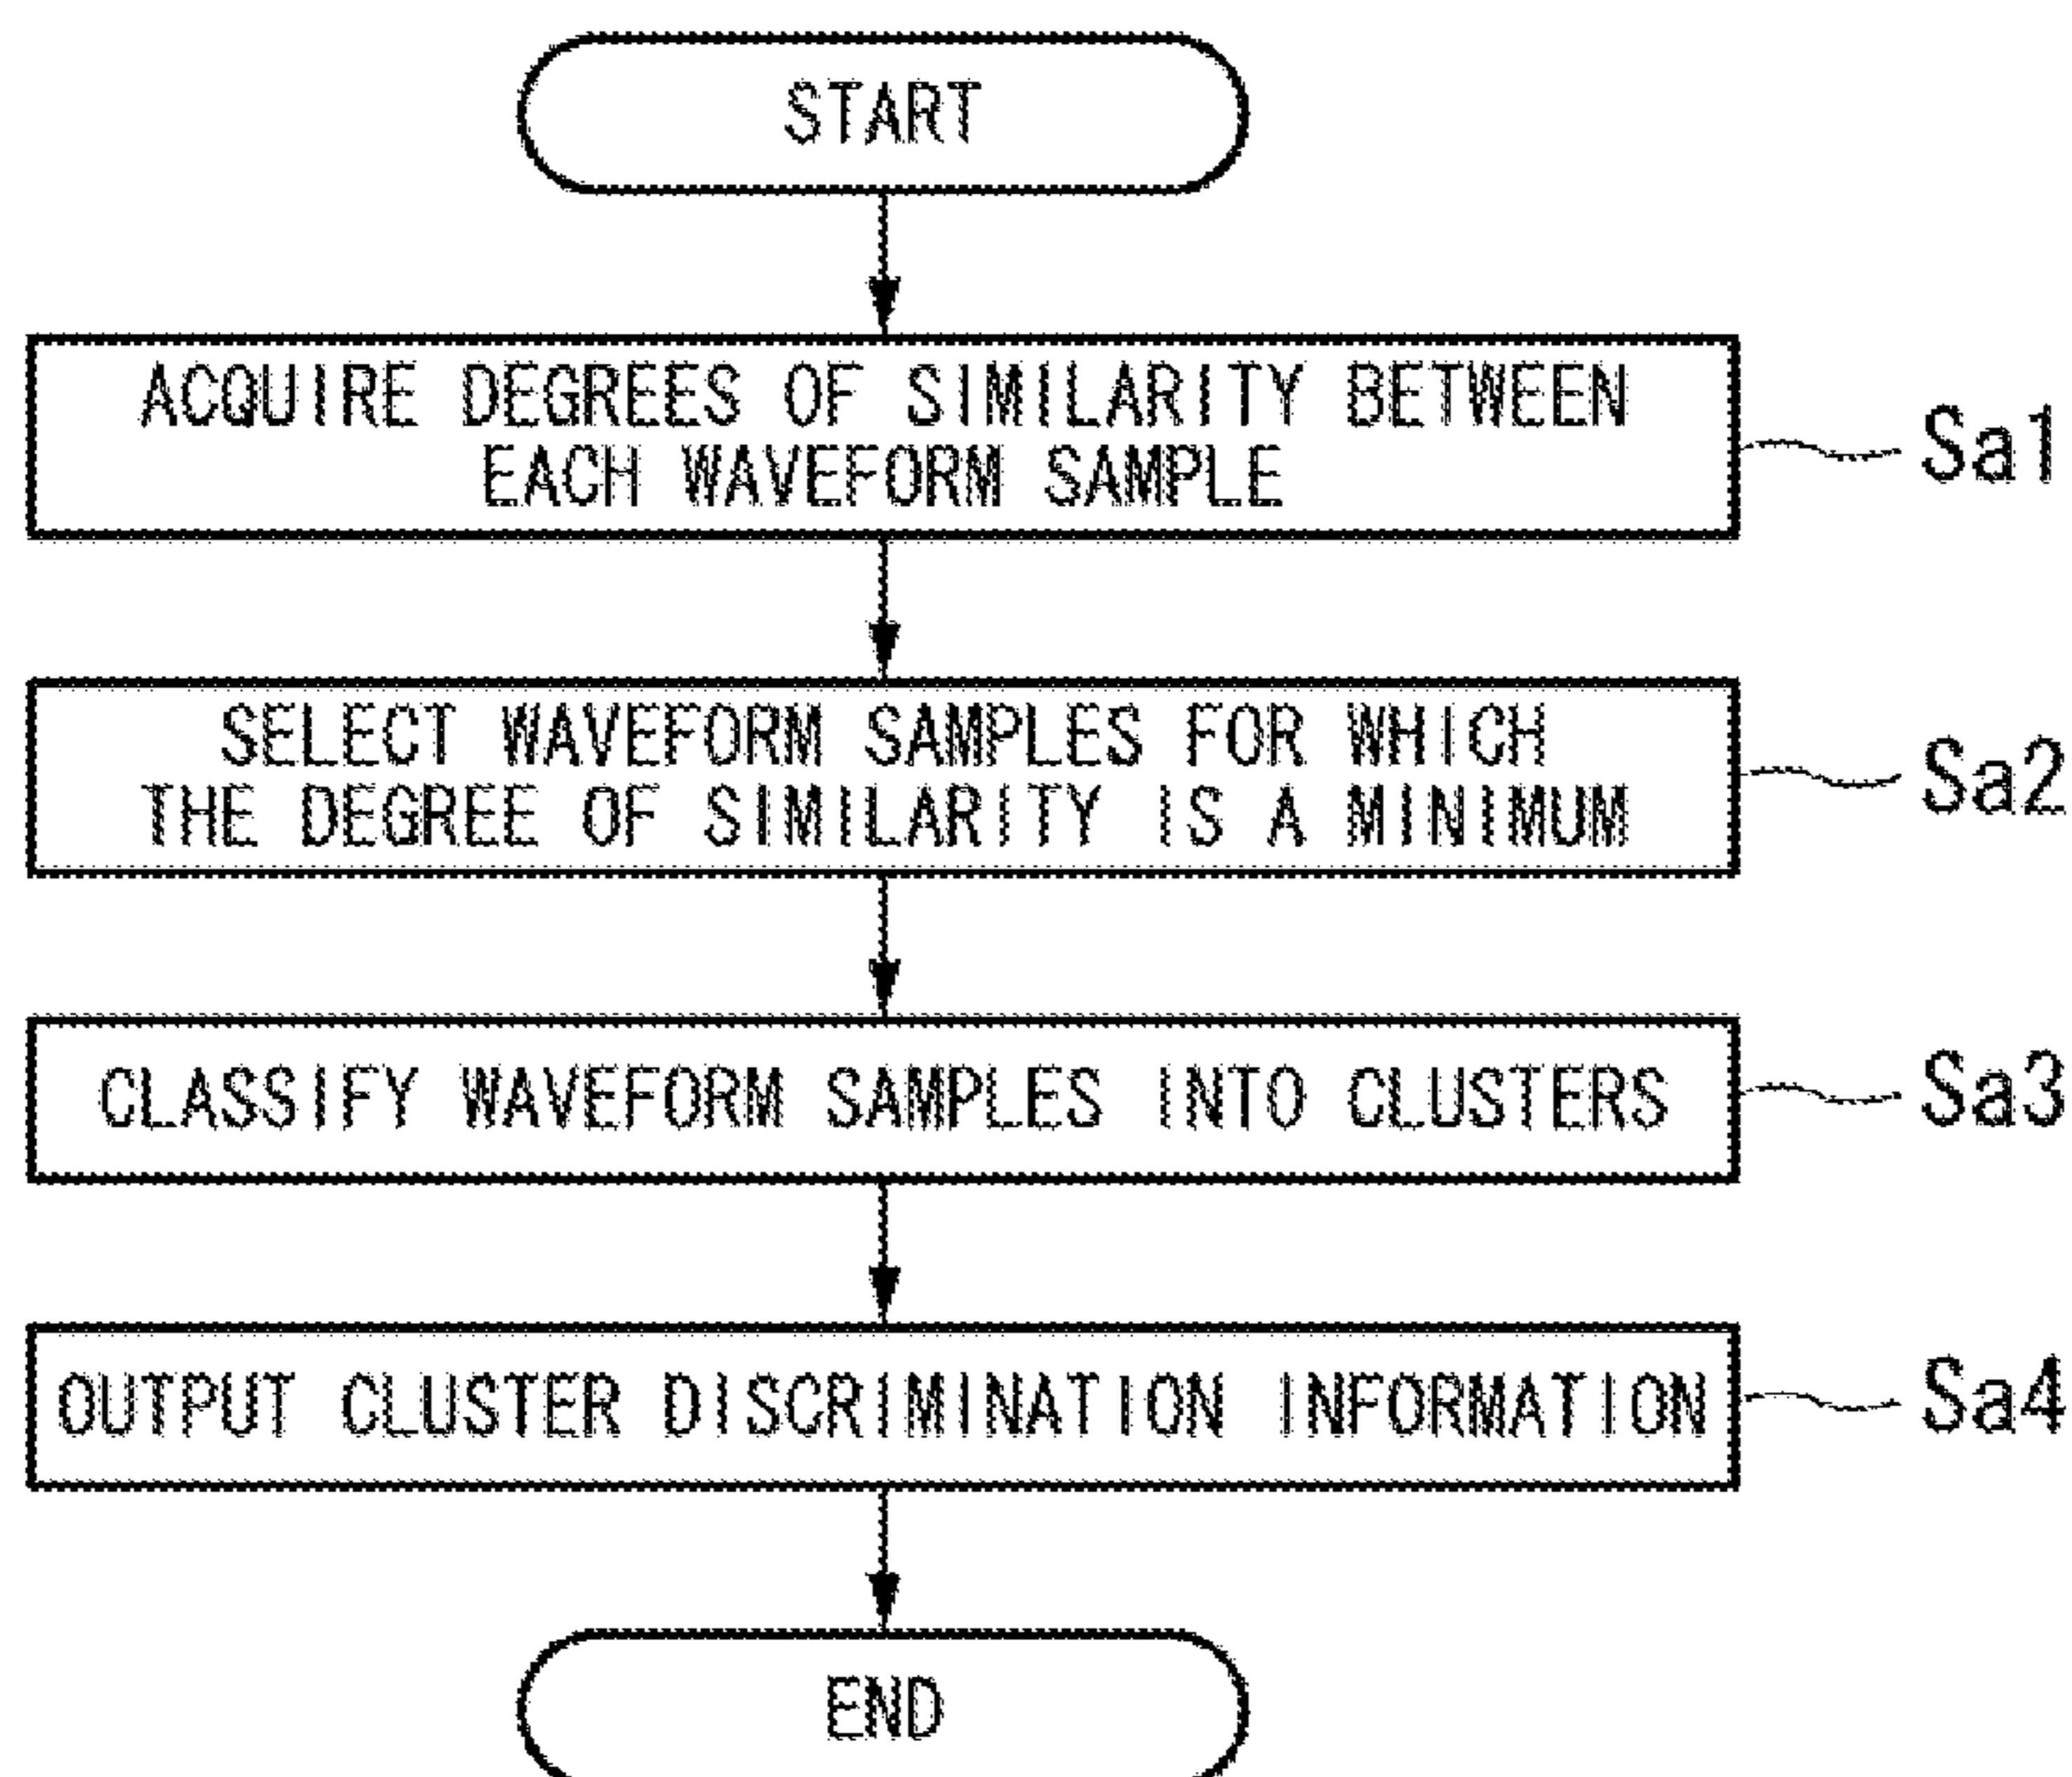 START
ACQUIRE DEGREES OF SIMILARITY BETWEEN
EACH WAVEFORM SAMPLE
Sa1
SELECT WAVEFORM SAMPLES FOR WHICH
THE DEGREE OF SIMILARITY IS A MINIMUM
Sa2
CLASSIFY WAVEFORM SAMPLES INTO CLUSTERS
Sa3
OUTPUT CLUSTER DISCRIMINATION INFORMATION
Sa4
END